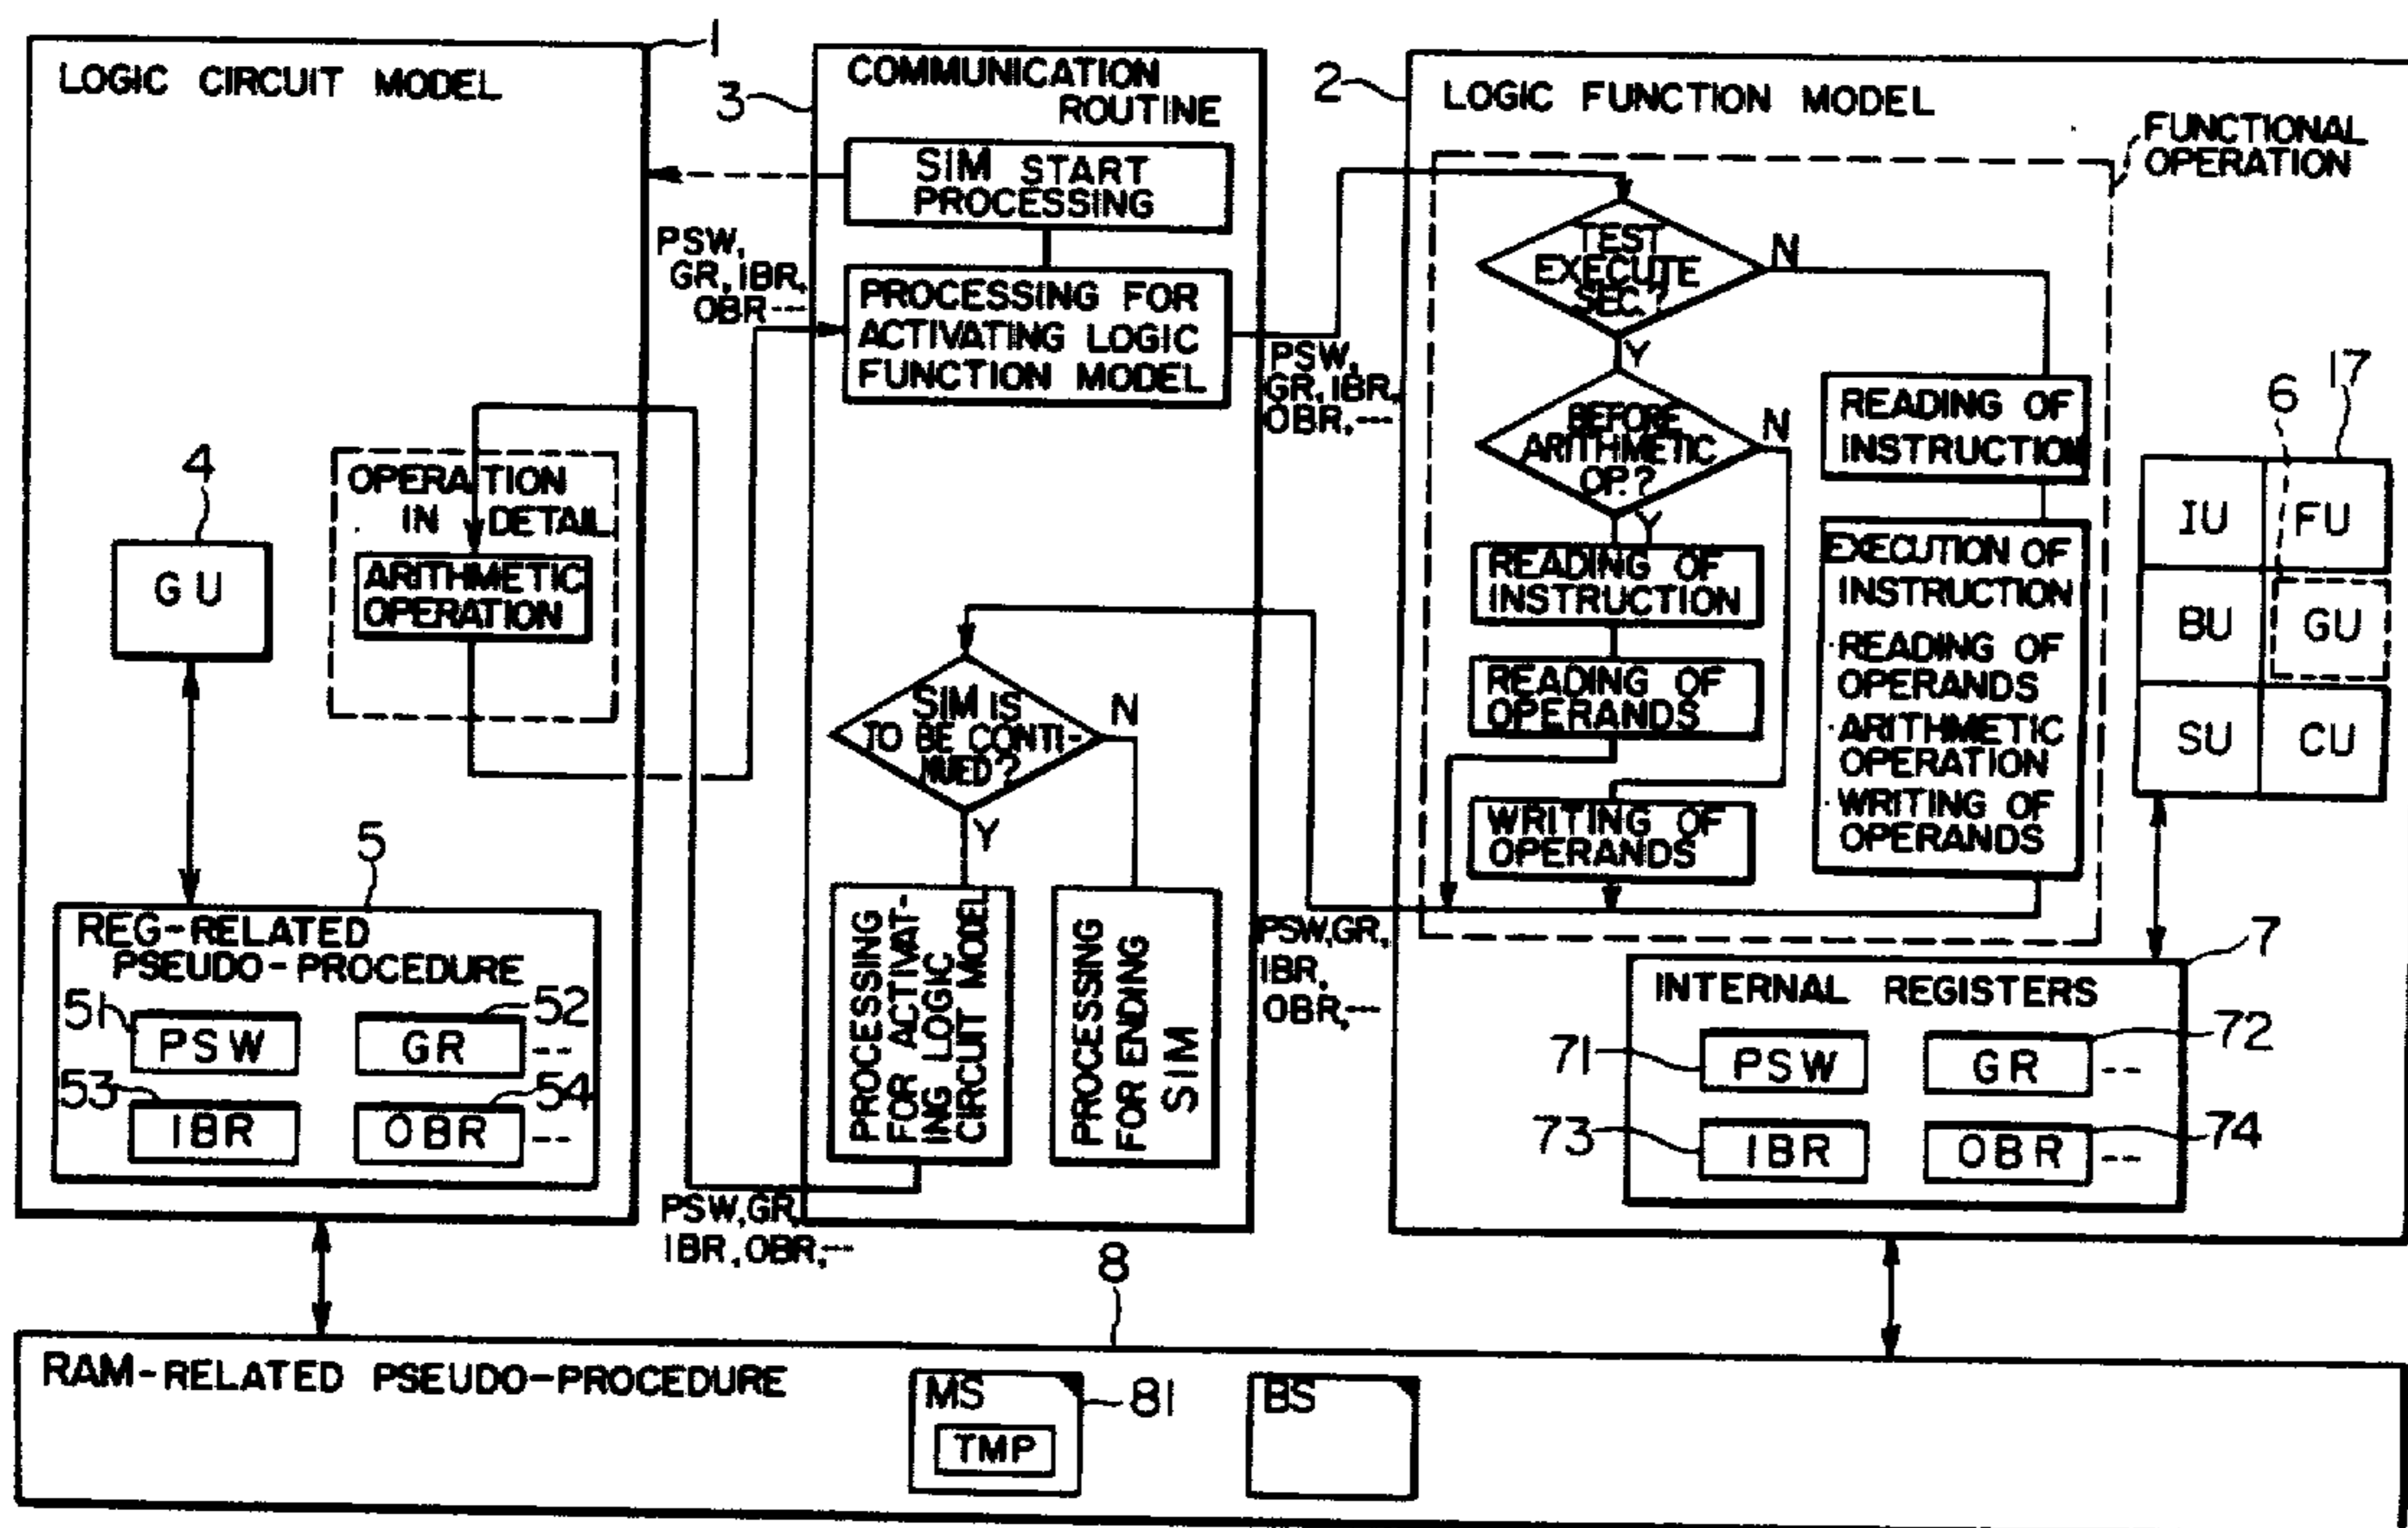 LOGIC CIRCUIT MODEL
1
4
GU
OPERATION
IN DETAIL
ARITHMETIC
OPERATION
5
REG-RELATED
PSEUDO-PROCEDURE
51
PSW
52
GR --
53
IBR
54
OBR --
PSW,
GR, IBR,
OBR---
PSW,GR,
IBR,OBR,---
3
COMMUNICATION
ROUTINE
SIM START
PROCESSING
PROCESSING FOR
ACTIVATING LOGIC
FUNCTION MODEL
SIM IS
TO BE CONTI-
NUED?
N
Y
PROCESSING
FOR ACTIVAT-
ING LOGIC
CIRCUIT MODEL
PROCESSING
FOR ENDING
SIM
PSW,
GR,IBR,
OBR,---
PSW,GR,
IBR,
OBR,---
2
LOGIC FUNCTION MODEL
FUNCTIONAL
OPERATION
TEST
EXECUTE
SEC?
N
Y
BEFORE
ARITHMETIC
OP.?
N
Y
READING OF
INSTRUCTION
READING OF
OPERANDS
WRITING OF
OPERANDS
READING OF
INSTRUCTION
EXECUTION OF
INSTRUCTION
·READING OF
OPERANDS
·ARITHMETIC
OPERATION
·WRITING OF
OPERANDS
6
17
IU FU
BU GU
SU CU
7
INTERNAL REGISTERS
71
PSW
72
GR --
73
IBR
74
OBR --
8
RAM-RELATED PSEUDO-PROCEDURE
MS
TMP
81
BS